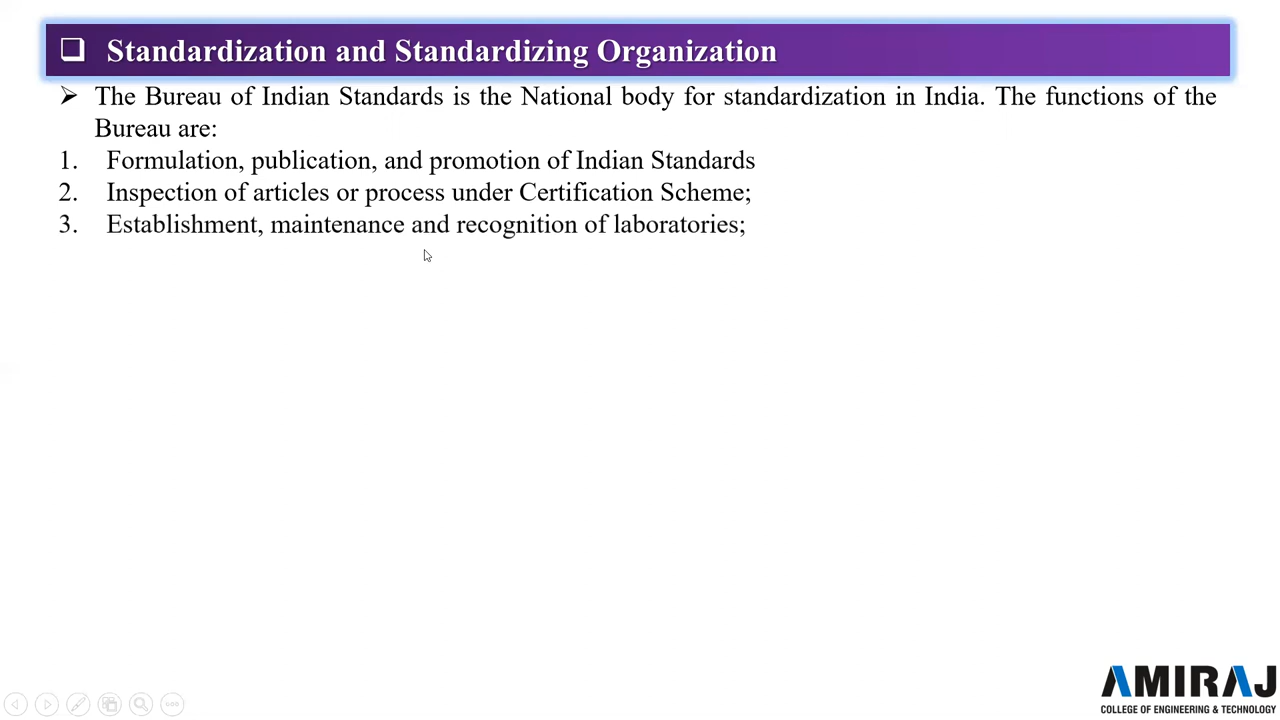 Standardization and Standardizing Organization
The Bureau of Indian Standards is the National body for standardization in India. The functions of the
Bureau are:
1. Formulation, publication, and promotion of Indian Standards
2. Inspection of articles or process under Certification Scheme;
3. Establishment, maintenance and recognition of laboratories;
AMIRAJ
COLLEGE OF ENGINEERING & TECHNOLOGY